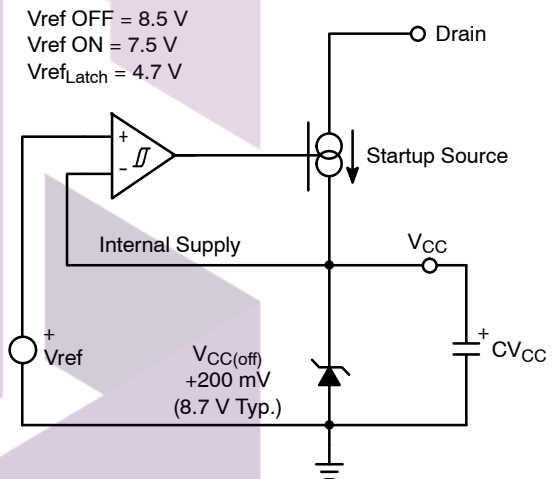 Vref OFF = 8.5 V
Vref ON = 7.5 V
VrefLatch = 4.7 V
Drain
+
-
Startup Source
Internal Supply
VCC
+
Vref
VCC(off)
+200 mV
(8.7 V Typ.)
+
CVCC